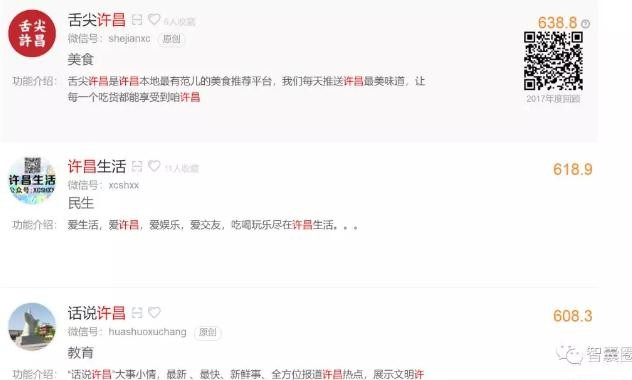 舌尖
許昌
舌尖许昌 6人收藏
638.8
微信号: shejianxc 原创
美食
功能介绍: 舌尖许昌是许昌本地最有范儿的美食推荐平台，我们每天推送许昌最美味道，让
每一个吃货都能享受到咱许昌
2017年度回顾
许昌生活
公众号:XCSHXX
许昌生活 11人收藏
618.9
微信号: xcshxx
民生
功能介绍: 爱生活，爱许昌，爱娱乐，爱交友，吃喝玩乐尽在许昌生活。。。
话说许昌
608.3
微信号: huashuoxuchang 原创
教育
“话说许昌”大事小情，最新 、最快、新鲜事、全方位报道许昌热点，展示文明许
智囊圈